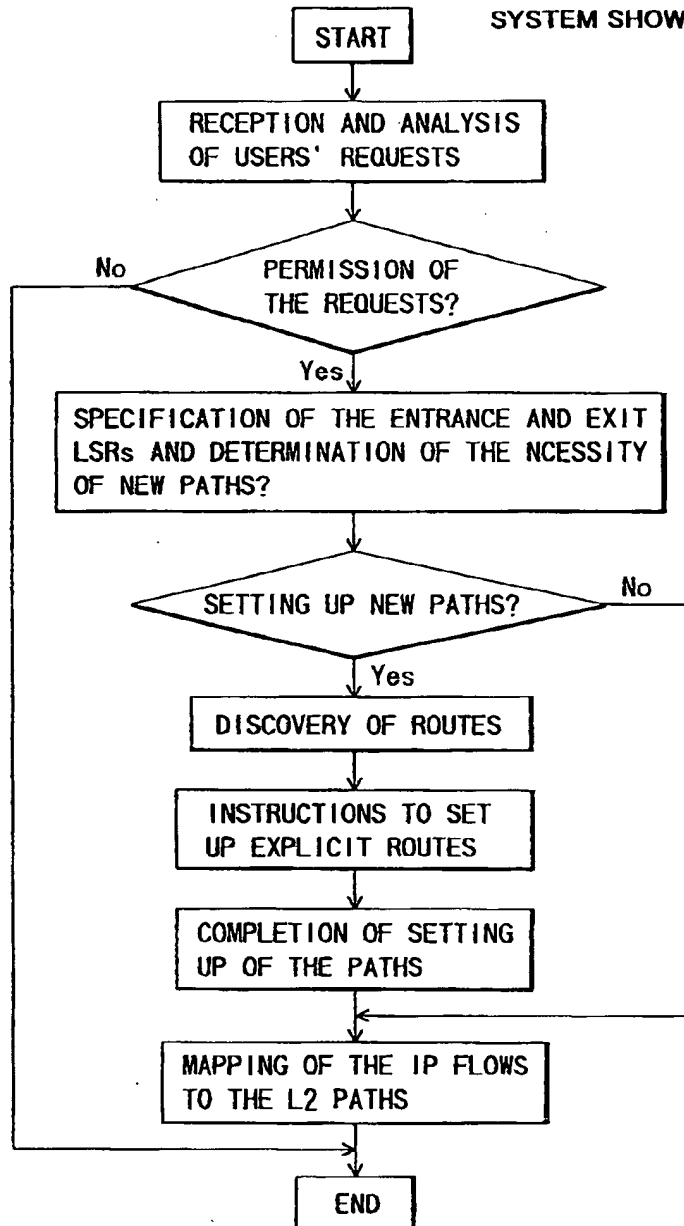 SYSTEM SHOW
START
RECEPTION AND ANALYSIS
OF USERS' REQUESTS
No
PERMISSION OF
THE REQUESTS?
Yes
SPECIFICATION OF THE ENTRANCE AND EXIT
LSRs AND DETERMINATION OF THE NCESSITY
OF NEW PATHS?
SETTING UP NEW PATHS?
No
Yes
DISCOVERY OF ROUTES
INSTRUCTIONS TO SET
UP EXPLICIT ROUTES
COMPLETION OF SETTING
UP OF THE PATHS
MAPPING OF THE IP FLOWS
TO THE L2 PATHS
END